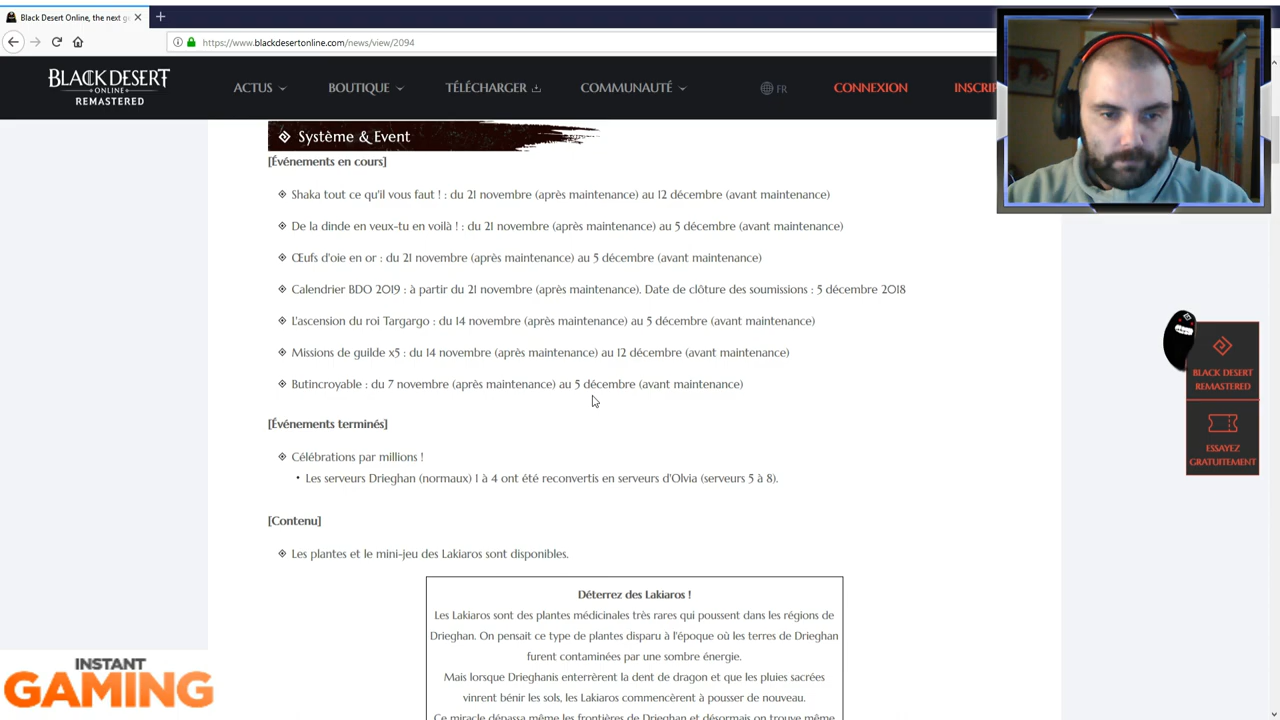 Black Desert Online, the next g
https://www.blackdesertonline.com/news/view/2094
BLACK DESERT
ONLINE
REMASTERED
ACTUS
BOUTIQUE
TÉLÉCHARGER
COMMUNAUTÉ
FR
CONNEXION
INSCRIP
Système & Event
[Événements en cours]
Shaka tout ce qu'il vous faut ! : du 21 novembre (après maintenance) au 12 décembre (avant maintenance)
De la dinde en veux-tu en voilà ! : du 21 novembre (après maintenance) au 5 décembre (avant maintenance)
Œufs d'oie en or : du 21 novembre (après maintenance) au 5 décembre (avant maintenance)
Calendrier BDO 2019 : à partir du 21 novembre (après maintenance). Date de clôture des soumissions : 5 décembre 2018
L'ascension du roi Targargo : du 14 novembre (après maintenance) au 5 décembre (avant maintenance)
Missions de guilde x5 : du 14 novembre (après maintenance) au 12 décembre (avant maintenance)
Butincroyable : du 7 novembre (après maintenance) au 5 décembre (avant maintenance)
[Événements terminés]
Célébrations par millions !
• Les serveurs Drieghan (normaux) 1 à 4 ont été reconvertis en serveurs d'Olvia (serveurs 5 à 8).
[Contenu]
Les plantes et le mini-jeu des Lakiaros sont disponibles.
Déterrez des Lakiaros !
Les Lakiaros sont des plantes médicinales très rares qui poussent dans les régions de
Drieghan. On pensait ce type de plantes disparu à l'époque où les terres de Drieghan
furent contaminées par une sombre énergie.
Mais lorsque Drieghanis enterrèrent la dent de dragon et que les pluies sacrées
vinrent bénir les sols, les Lakiaros commencèrent à pousser de nouveau.
Ce miracle dépassa même les frontières de Drieghan et désormais on trouve même
BLACK DESERT
REMASTERED
ESSAYEZ
GRATUITEMENT
INSTANT
GAMING